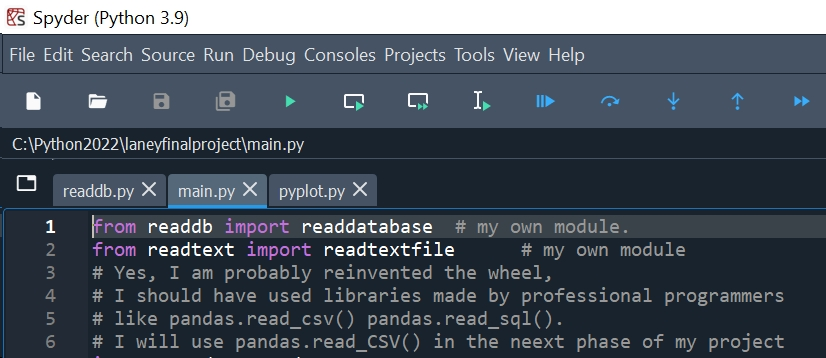 Spyder (Python 3.9)
File Edit Search Source Run Debug Consoles Projects Tools View Help
C:\Python2022\laneyfinalproject\main.py
readdb.py main.py pyplot.py
1 from readdb import readdatabase # my own module.
2 from readtext import readtextfile # my own module
3 # Yes, I am probably reinvented the wheel,
4 # I should have used libraries made by professional programmers
5 # like pandas.read_csv() pandas.read_sql().
6 # I will use pandas.read_CSV() in the neext phase of my project